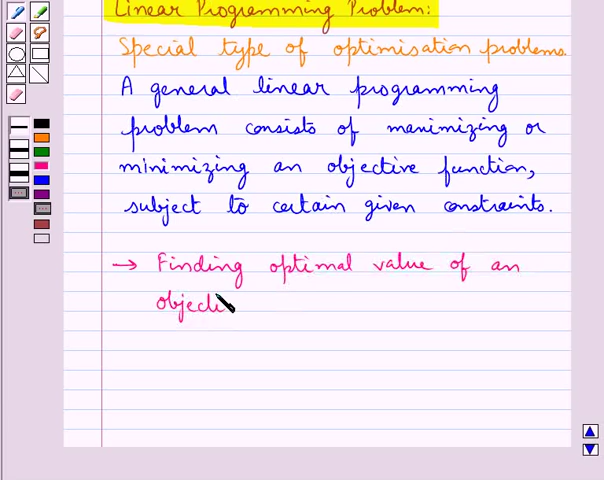 Linear Programming Problem:
Special type of optimisation problems.
A general linear programming
problem consists of maximizing or
minimizing an objective function,
subject to certain given constraints.
→ Finding optimal value of an
objecti